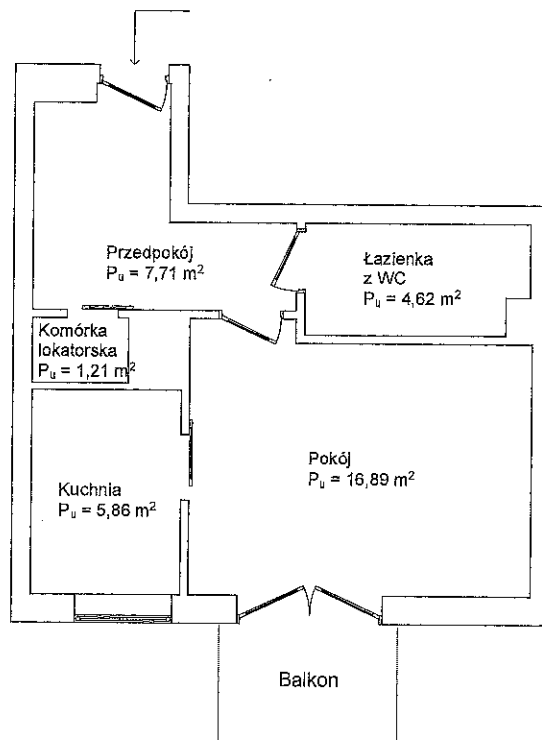 Przedpokój
Pᵤ = 7,71 m²
Łazienka
z WC
Pᵤ = 4,62 m²
Komórka
lokatorska
Pᵤ = 1,21 m²
Kuchnia
Pᵤ = 5,86 m²
Pokój
Pᵤ = 16,89 m²
Balkon